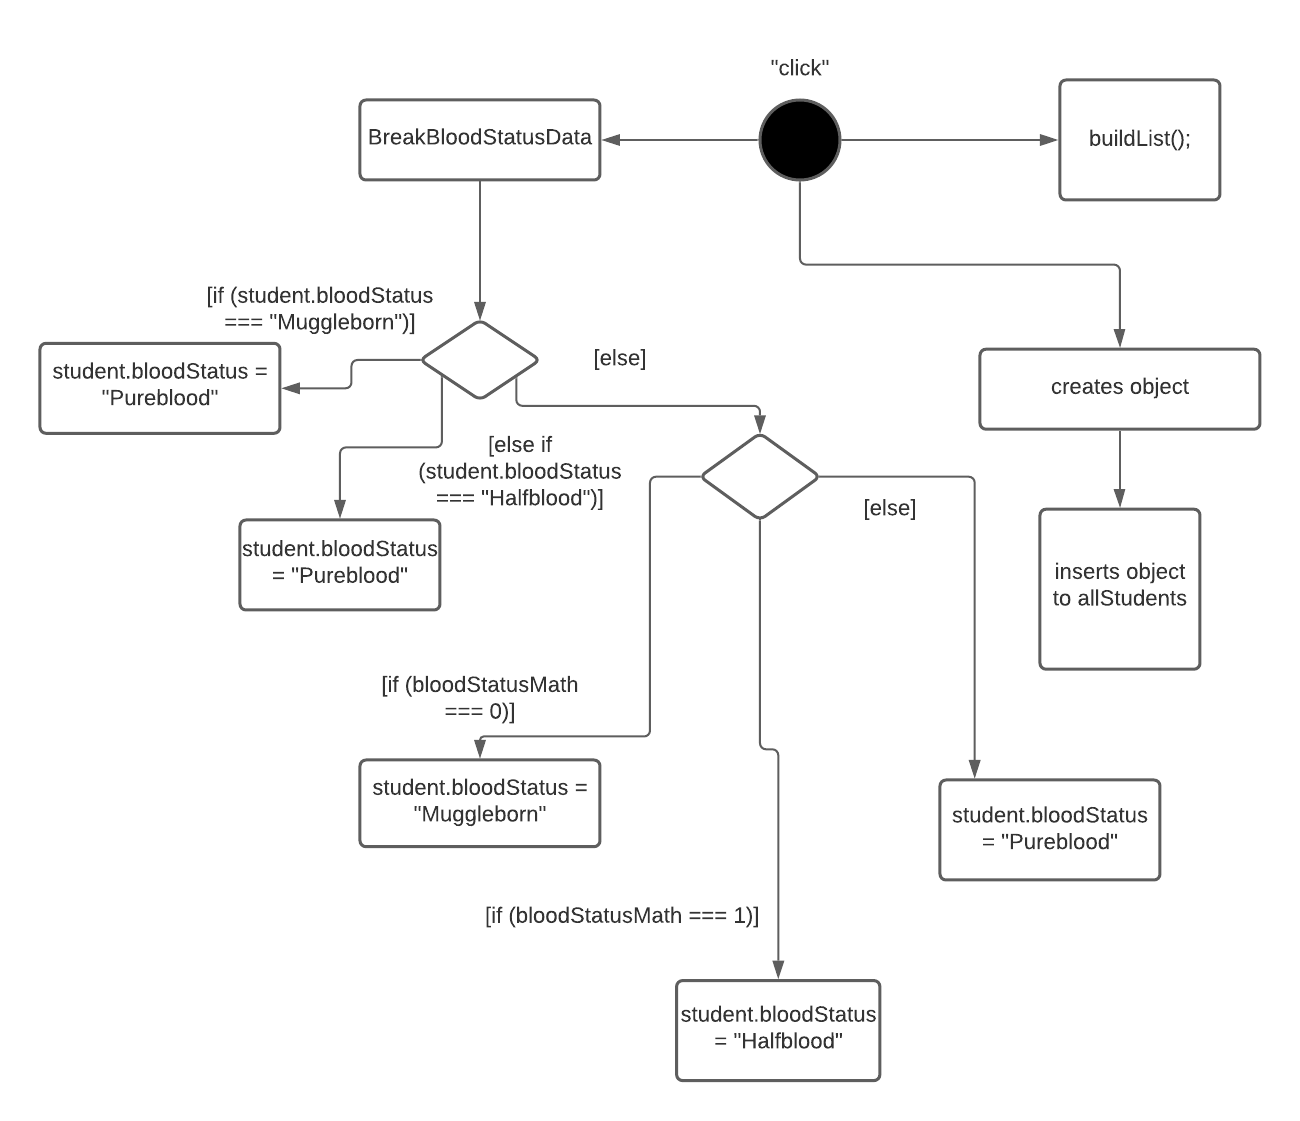 "click"
BreakBloodStatusData
buildList();
[if (student.bloodStatus
=== "Muggleborn")]
student.bloodStatus =
"Pureblood"
[else]
creates object
[else if
(student.bloodStatus
=== "Halfblood")]
[else]
student.bloodStatus
= "Pureblood"
inserts object
to allStudents
[if (bloodStatusMath
=== 0)]
student.bloodStatus =
"Muggleborn"
student.bloodStatus
= "Pureblood"
[if (bloodStatusMath === 1)]
student.bloodStatus
= "Halfblood"